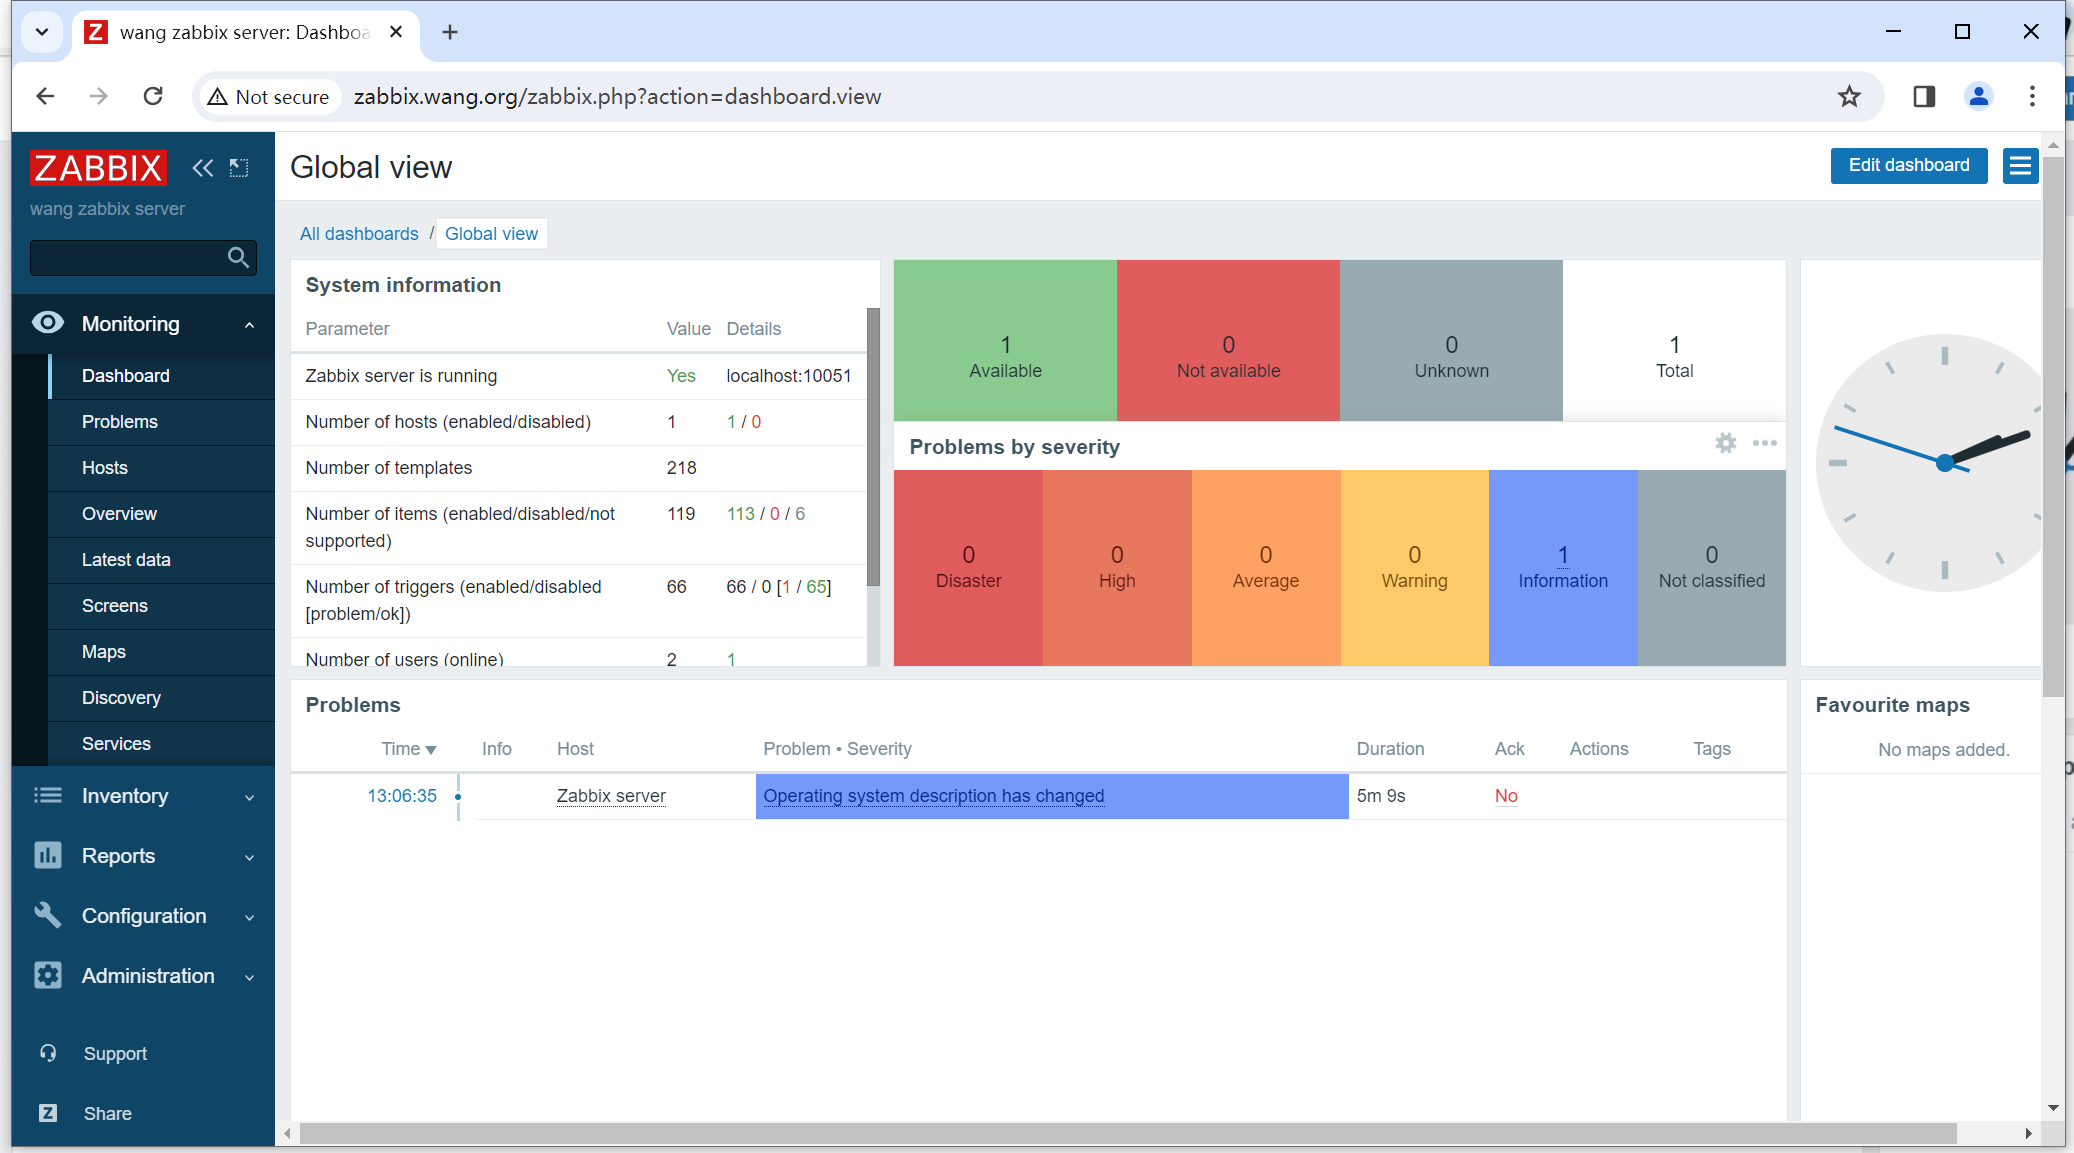 wang zabbix server: Dashboa
Not secure
zabbix.wang.org/zabbix.php?action=dashboard.view
ZABBIX
wang zabbix server
Monitoring
Dashboard
Problems
Hosts
Overview
Latest data
Screens
Maps
Discovery
Services
Inventory
Reports
Configuration
Administration
Support
Share
Global view
Edit dashboard
All dashboards / Global view
System information
Parameter Value Details
Zabbix server is running Yes localhost:10051
Number of hosts (enabled/disabled) 1 1 / 0
Number of templates 218
Number of items (enabled/disabled/not supported) 119 113 / 0 / 6
Number of triggers (enabled/disabled [problem/ok]) 66 66 / 0 [1 / 65]
Number of users (online) 2 1
1 Available
0 Not available
0 Unknown
1 Total
Problems by severity
0 Disaster
0 High
0 Average
0 Warning
1 Information
0 Not classified
Problems
Time Info Host Problem • Severity Duration Ack Actions Tags
13:06:35 Zabbix server Operating system description has changed 5m 9s No
Favourite maps
No maps added.